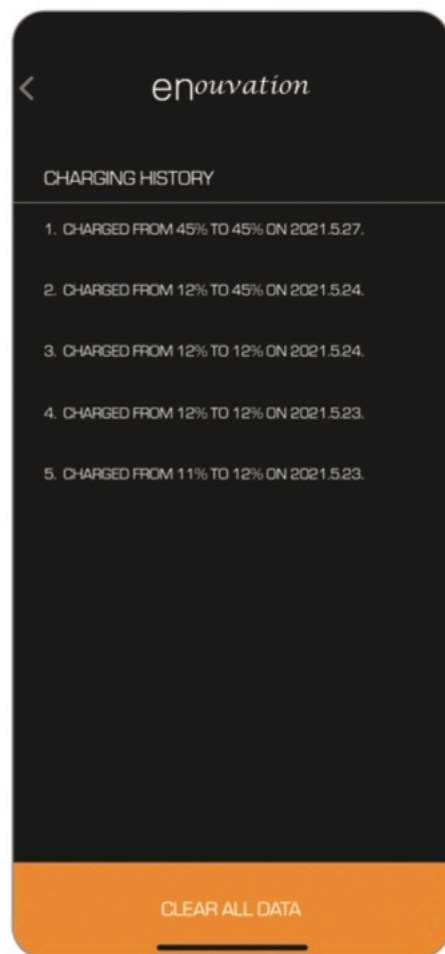 enouvation
CHARGING HISTORY
1. CHARGED FROM 45% TO 45% ON 2021.5.27.
2. CHARGED FROM 12% TO 45% ON 2021.5.24.
3. CHARGED FROM 12% TO 12% ON 2021.5.24.
4. CHARGED FROM 12% TO 12% ON 2021.5.23.
5. CHARGED FROM 11% TO 12% ON 2021.5.23.
CLEAR ALL DATA